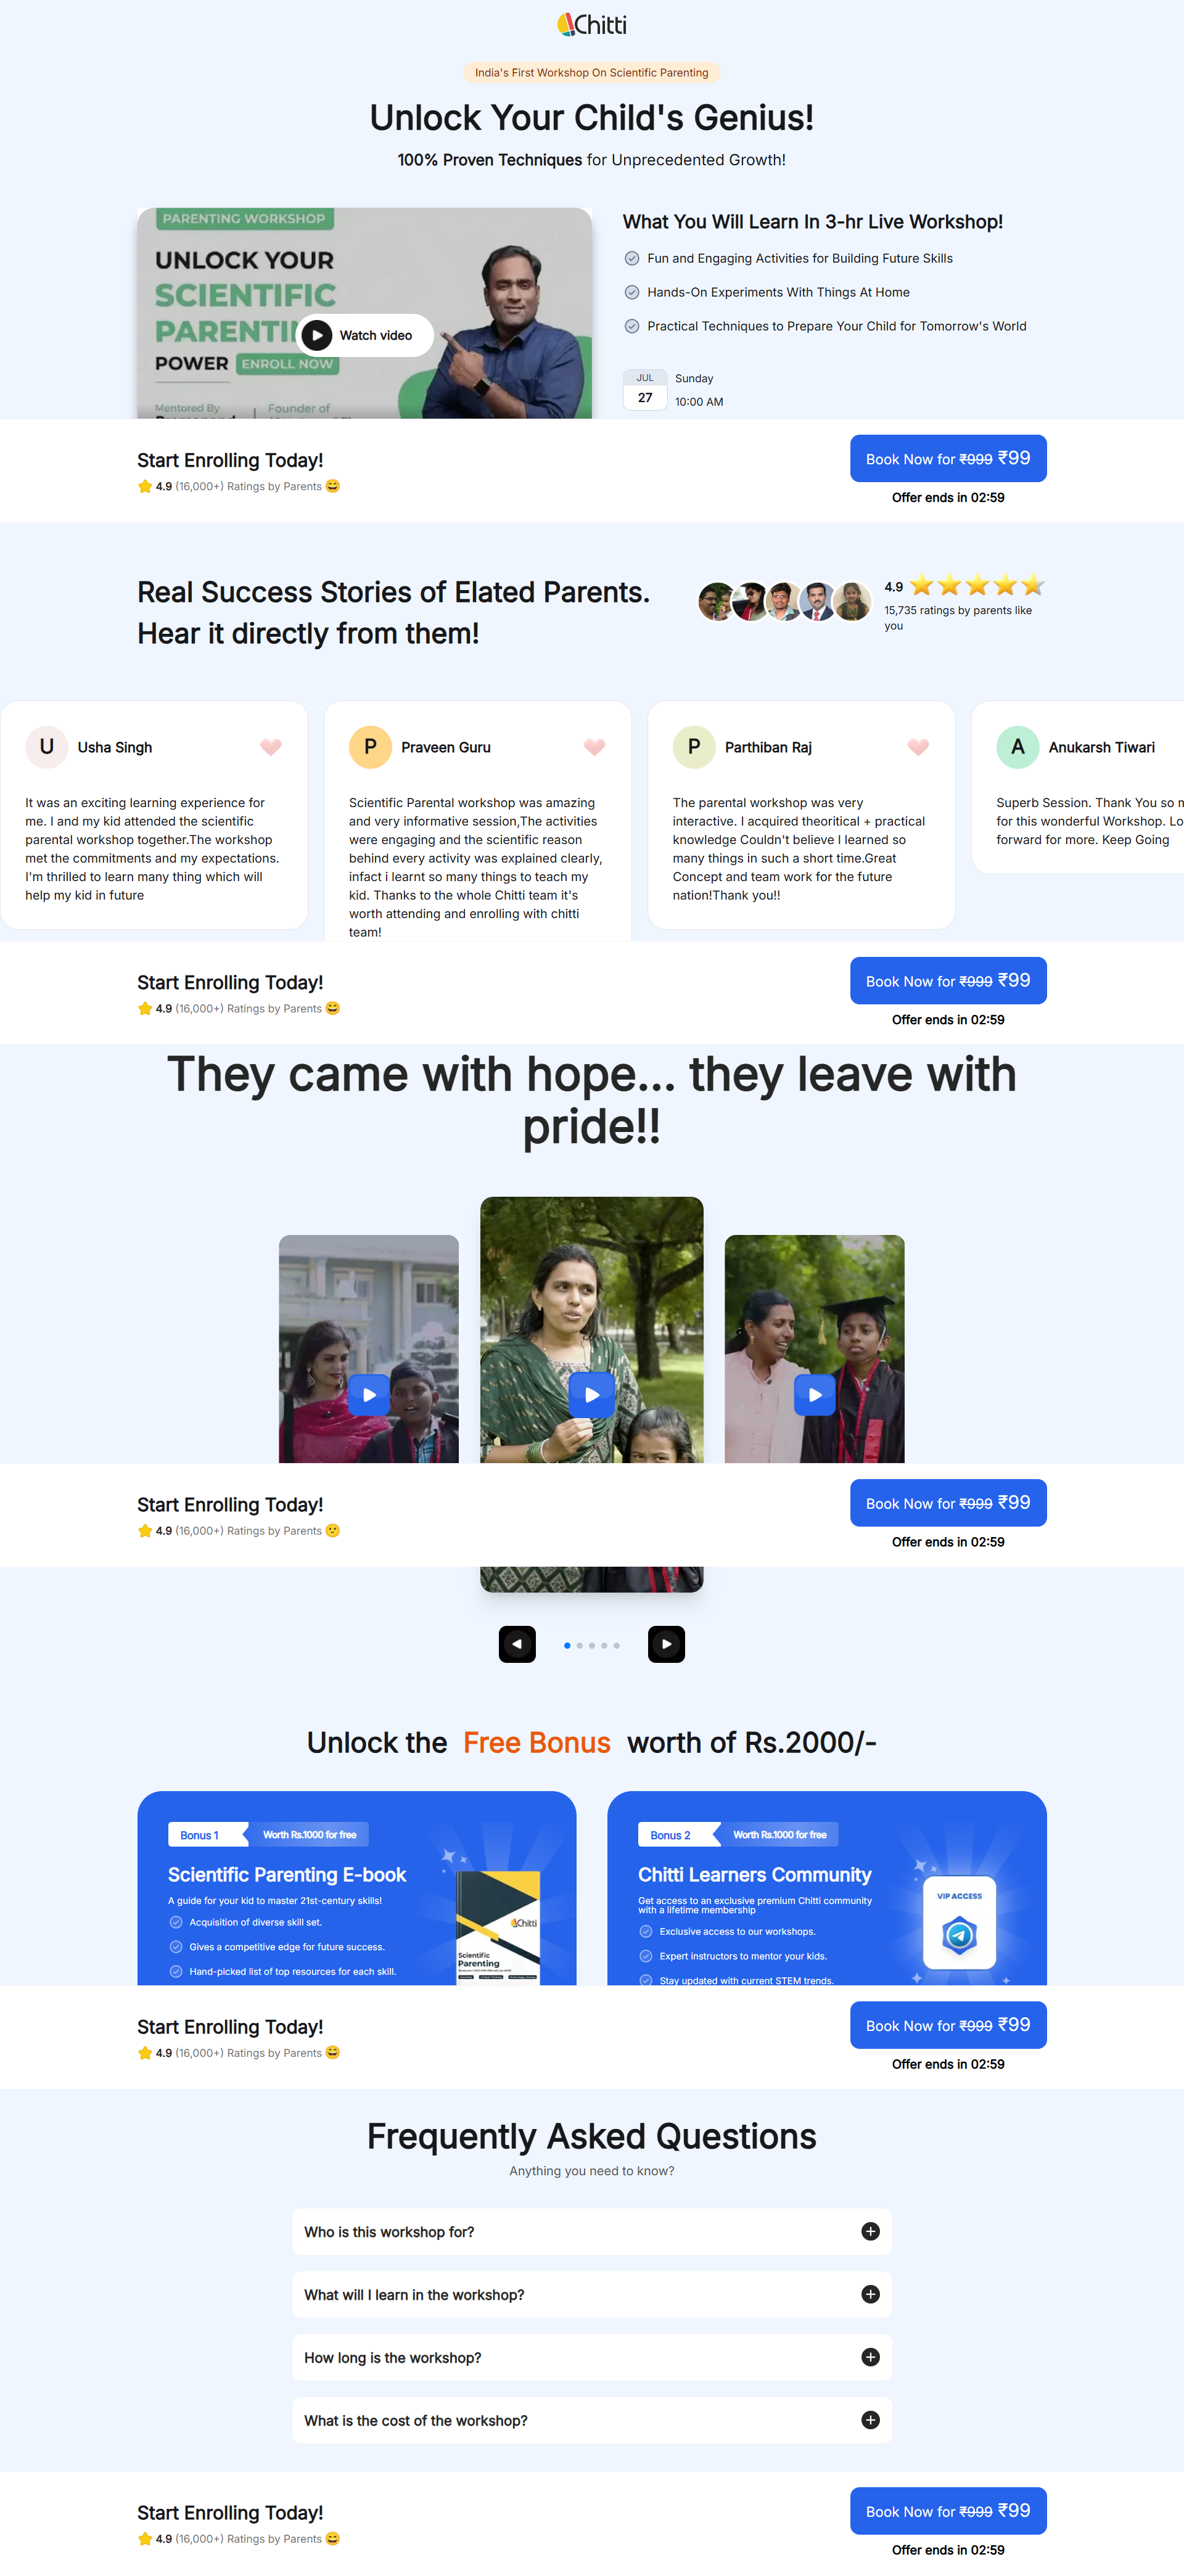 Chitti
India's First Workshop On Scientific Parenting
Unlock Your Child's Genius!
100% Proven Techniques for Unprecedented Growth!
PARENTING WORKSHOP
UNLOCK YOUR
SCIENTIFIC
Watch video
POWER ENROLL NOW
Mentored By
Founder of
What You Will Learn In 3-hr Live Workshop!
Fun and Engaging Activities for Building Future Skills
Hands-On Experiments With Things At Home
Practical Techniques to Prepare Your Child for Tomorrow's World
JUL
27
Sunday
10:00 AM
Start Enrolling Today!
4.9 (16,000+) Ratings by Parents 😄
Book Now for ₹999 ₹99
Offer ends in 02:59
Real Success Stories of Elated Parents.
Hear it directly from them!
4.9
15,735 ratings by parents like
you
U Usha Singh
It was an exciting learning experience for
me. I and my kid attended the scientific
parental workshop together.The workshop
met the commitments and my expectations.
I'm thrilled to learn many thing which will
help my kid in future
P Praveen Guru
Scientific Parental workshop was amazing
and very informative session,The activities
were engaging and the scientific reason
behind every activity was explained clearly,
infact i learnt so many things to teach my
kid. Thanks to the whole Chitti team it's
worth attending and enrolling with chitti
team!
P Parthiban Raj
The parental workshop was very
interactive. I acquired theoritical + practical
knowledge Couldn't believe I learned so
many things in such a short time.Great
Concept and team work for the future
nation!Thank you!!
A Anukarsh Tiwari
Superb Session. Thank You so
for this wonderful Workshop.
forward for more. Keep Going
Start Enrolling Today!
4.9 (16,000+) Ratings by Parents 😄
Book Now for ₹999 ₹99
Offer ends in 02:59
They came with hope... they leave with
pride!!
Start Enrolling Today!
4.9 (16,000+) Ratings by Parents
Book Now for ₹999 ₹99
Offer ends in 02:59
Unlock the Free Bonus worth of Rs.2000/-
Bonus 1 Worth Rs.1000 for free
Scientific Parenting E-book
A guide for your kid to master 21st-century skills!
Acquisition of diverse skill set.
Gives a competitive edge for future success.
Hand-picked list of top resources for each skill.
Chitti
Scientific
Parenting
Bonus 2 Worth Rs.1000 for free
Chitti Learners Community
Get access to an exclusive premium Chitti community
with a lifetime membership
Exclusive access to our workshops.
Expert instructors to mentor your kids.
Stay updated with current STEM trends.
VIP ACCESS
Start Enrolling Today!
4.9 (16,000+) Ratings by Parents 😄
Book Now for ₹999 ₹99
Offer ends in 02:59
Frequently Asked Questions
Anything you need to know?
Who is this workshop for?
What will I learn in the workshop?
How long is the workshop?
What is the cost of the workshop?
Start Enrolling Today!
4.9 (16,000+) Ratings by Parents 😄
Book Now for ₹999 ₹99
Offer ends in 02:59